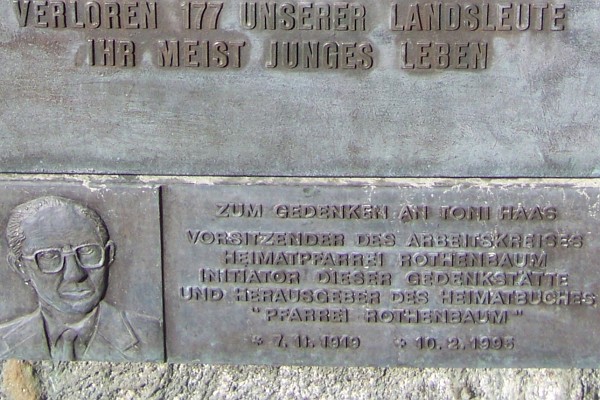 VERLOREN 177 UNSERER LANDSLEUTE
IHR MEIST JUNGES LEBEN
ZUM GEDENKEN AN TONI HAAS
VORSITZENDER DES ARBEITSKREISES
HEIMATPFARREI ROTHENBAUM
INITIATOR DIESER GEDENKSTÄTTE
UND HERAUSGEBER DES HEIMATBUCHES
"PFARREI ROTHENBAUM"
* 7.11.1919 + 10.2.1995